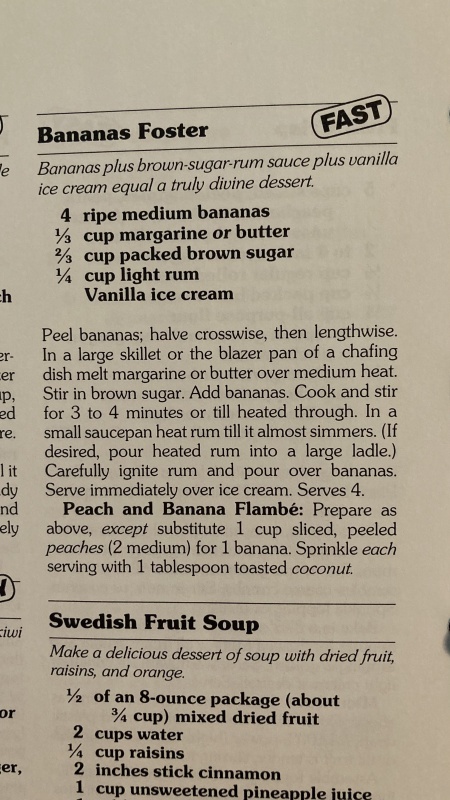 Bananas Foster
FAST
Bananas plus brown-sugar-rum sauce plus vanilla
ice cream equal a truly divine dessert.
4 ripe medium bananas
⅓ cup margarine or butter
⅔ cup packed brown sugar
¼ cup light rum
Vanilla ice cream
Peel bananas; halve crosswise, then lengthwise.
In a large skillet or the blazer pan of a chafing
dish melt margarine or butter over medium heat.
Stir in brown sugar. Add bananas. Cook and stir
for 3 to 4 minutes or till heated through. In a
small saucepan heat rum till it almost simmers. (If
desired, pour heated rum into a large ladle.)
Carefully ignite rum and pour over bananas.
Serve immediately over ice cream. Serves 4.
Peach and Banana Flambé: Prepare as
above, except substitute 1 cup sliced, peeled
peaches (2 medium) for 1 banana. Sprinkle each
serving with 1 tablespoon toasted coconut.
Swedish Fruit Soup
Make a delicious dessert of soup with dried fruit,
raisins, and orange.
½ of an 8-ounce package (about
¾ cup) mixed dried fruit
2 cups water
¼ cup raisins
2 inches stick cinnamon
1 cup unsweetened pineapple juice